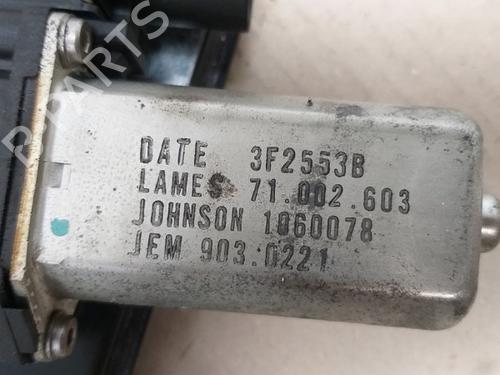 B-PARTS
DATE 3F2553B
LAMES 71.002.603
JOHNSON 1060078
JEM 903.0221